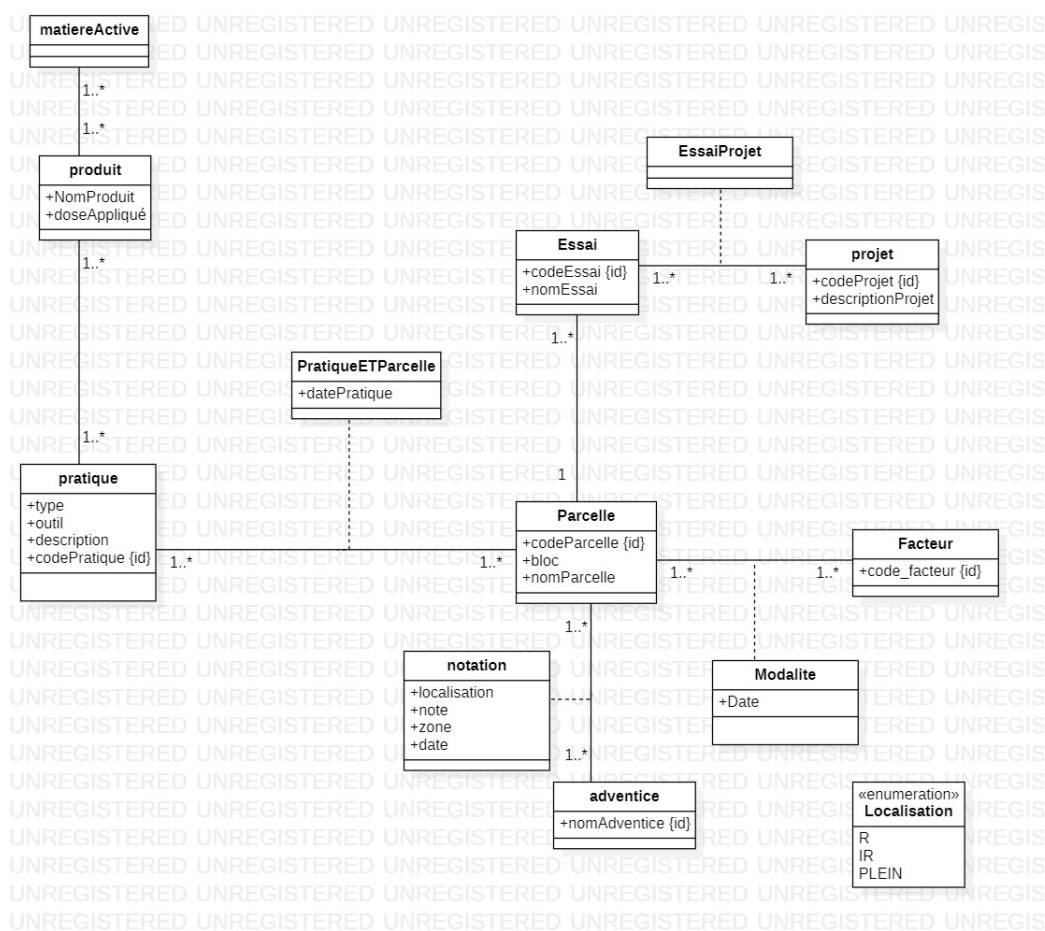 matiereActive
1..*
1..*
produit
+NomProduit
+doseAppliqué
1..*
1..*
pratique
+type
+outil
+description
+codePratique {id}
1..*
PratiqueETParcelle
+datePratique
1..*
EssaiProjet
Essai
+codeEssai {id}
+nomEssai
1..*
1..*
projet
+codeProjet {id}
+descriptionProjet
1..*
1
Parcelle
+codeParcelle {id}
+bloc
+nomParcelle
1..*
1..*
Facteur
+code_facteur {id}
Modalite
+Date
1..*
notation
+localisation
+note
+zone
+date
1..*
adventice
+nomAdventice {id}
«enumeration»
Localisation
R
IR
PLEIN
UNREGISTERED UNREGISTERED UNREGISTERED UNREGISTERED UNREGISTERED UNREGIS